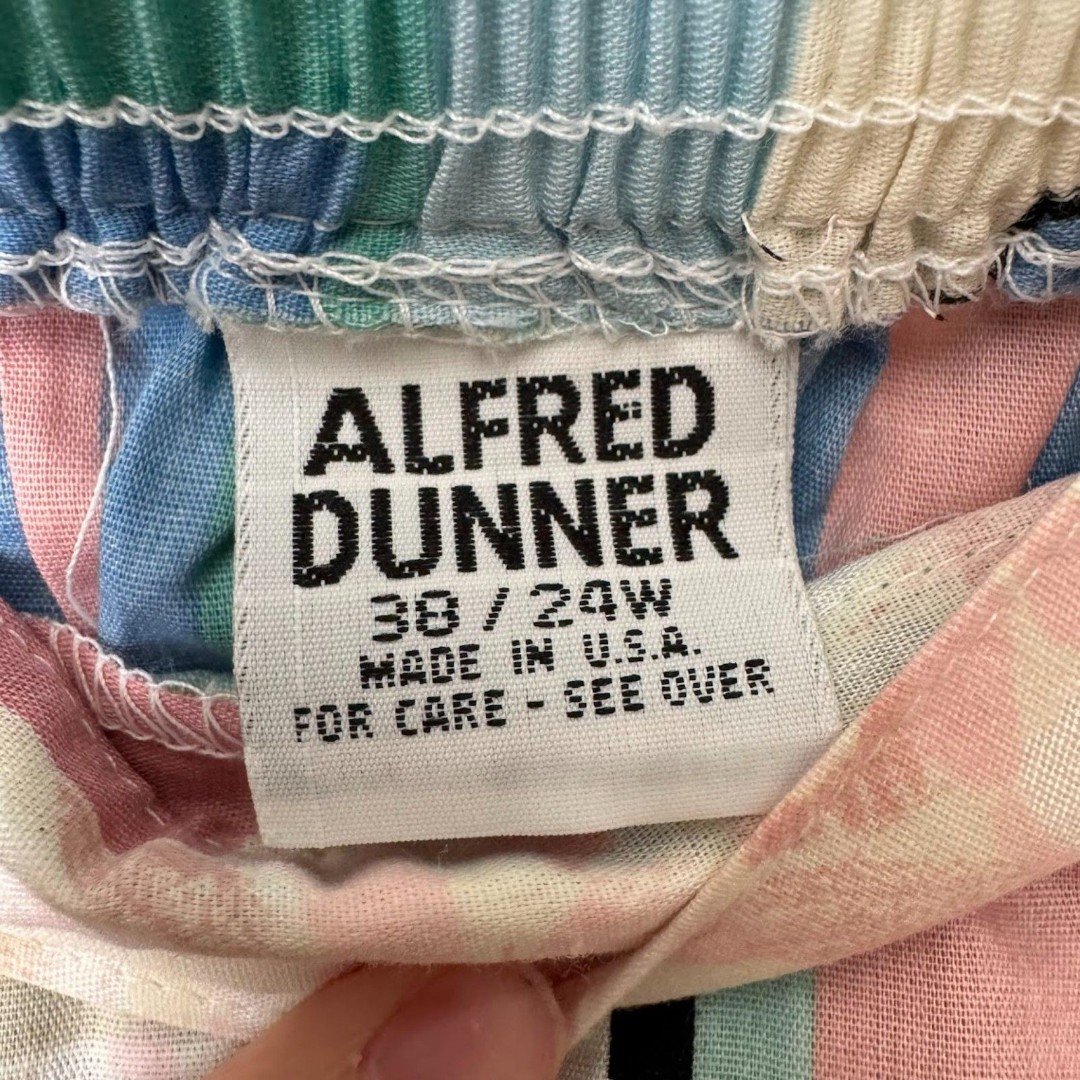 ALFRED
DUNNER
38 / 24W
MADE IN U.S.A.
FOR CARE - SEE OVER